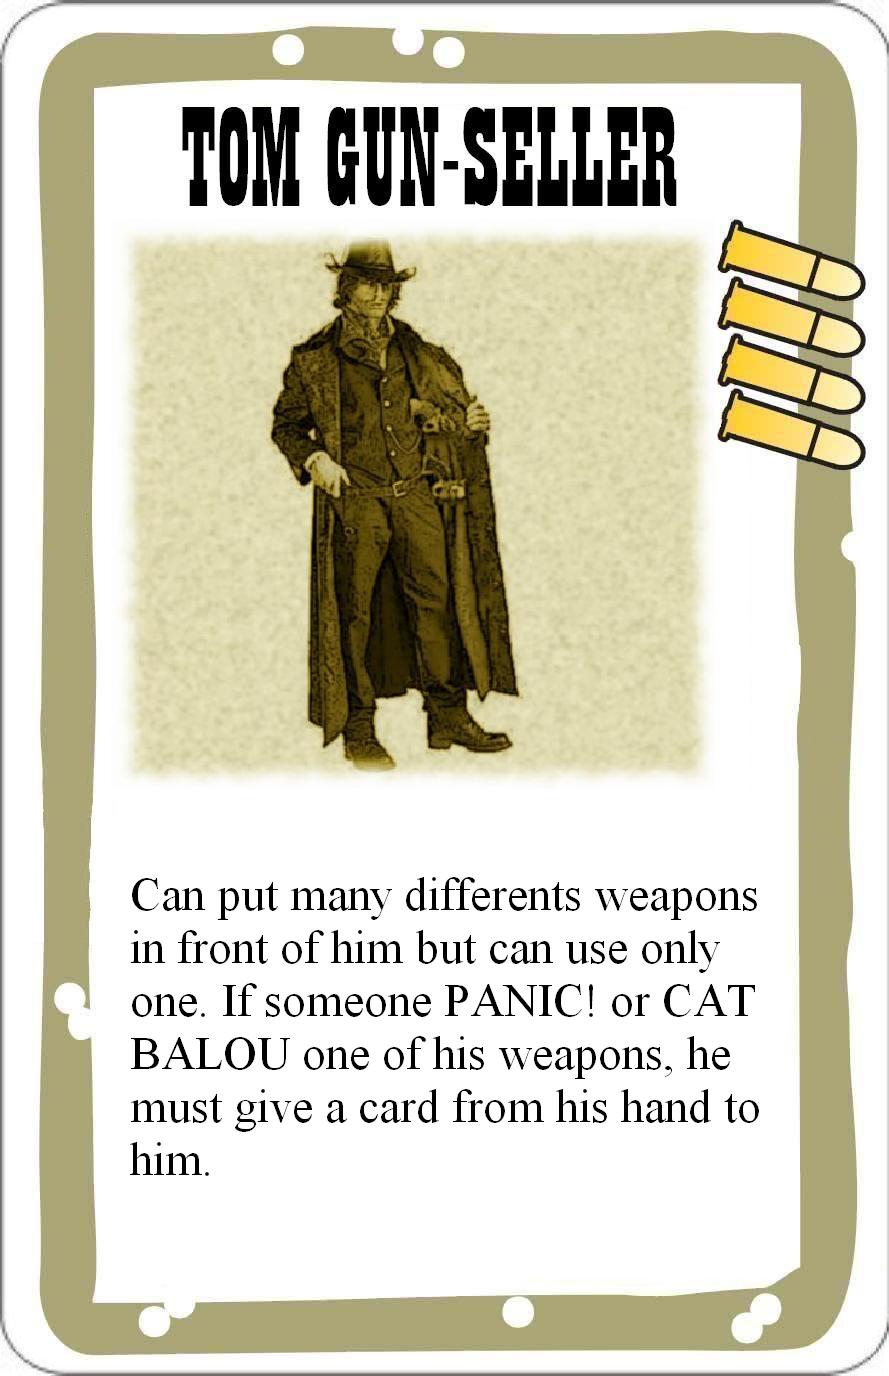 TOM GUN-SELLER
Can put many differents weapons
in front of him but can use only
one. If someone PANIC! or CAT
BALOU one of his weapons, he
must give a card from his hand to
him.